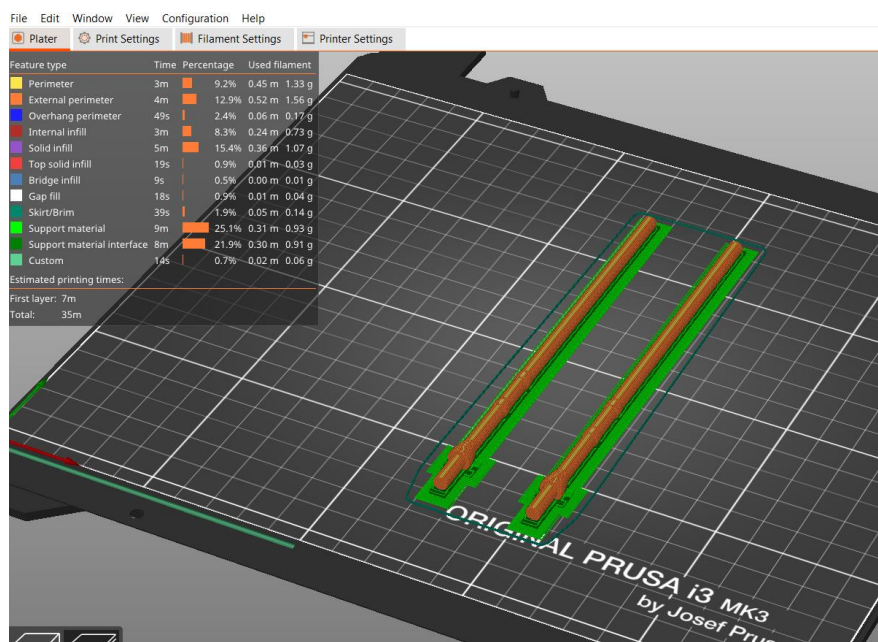 File Edit Window View Configuration Help
Plater Print Settings Filament Settings Printer Settings
Feature type Time Percentage Used filament
Perimeter 3m 9.2% 0.45 m 1.33 g
External perimeter 4m 12.9% 0.52 m 1.56 g
Overhang perimeter 49s 2.4% 0.06 m 0.17 g
Internal infill 3m 8.3% 0.24 m 0.73 g
Solid infill 5m 15.4% 0.36 m 1.07 g
Top solid infill 19s 0.9% 0.01 m 0.03 g
Bridge infill 9s 0.5% 0.00 m 0.01 g
Gap fill 18s 0.9% 0.01 m 0.04 g
Skirt/Brim 39s 1.9% 0.05 m 0.14 g
Support material 9m 25.1% 0.31 m 0.93 g
Support material interface 8m 21.9% 0.30 m 0.91 g
Custom 14s 0.7% 0.02 m 0.06 g
Estimated printing times:
First layer: 7m
Total: 35m
ORIGINAL PRUSA i3 MK3
by Josef Prus